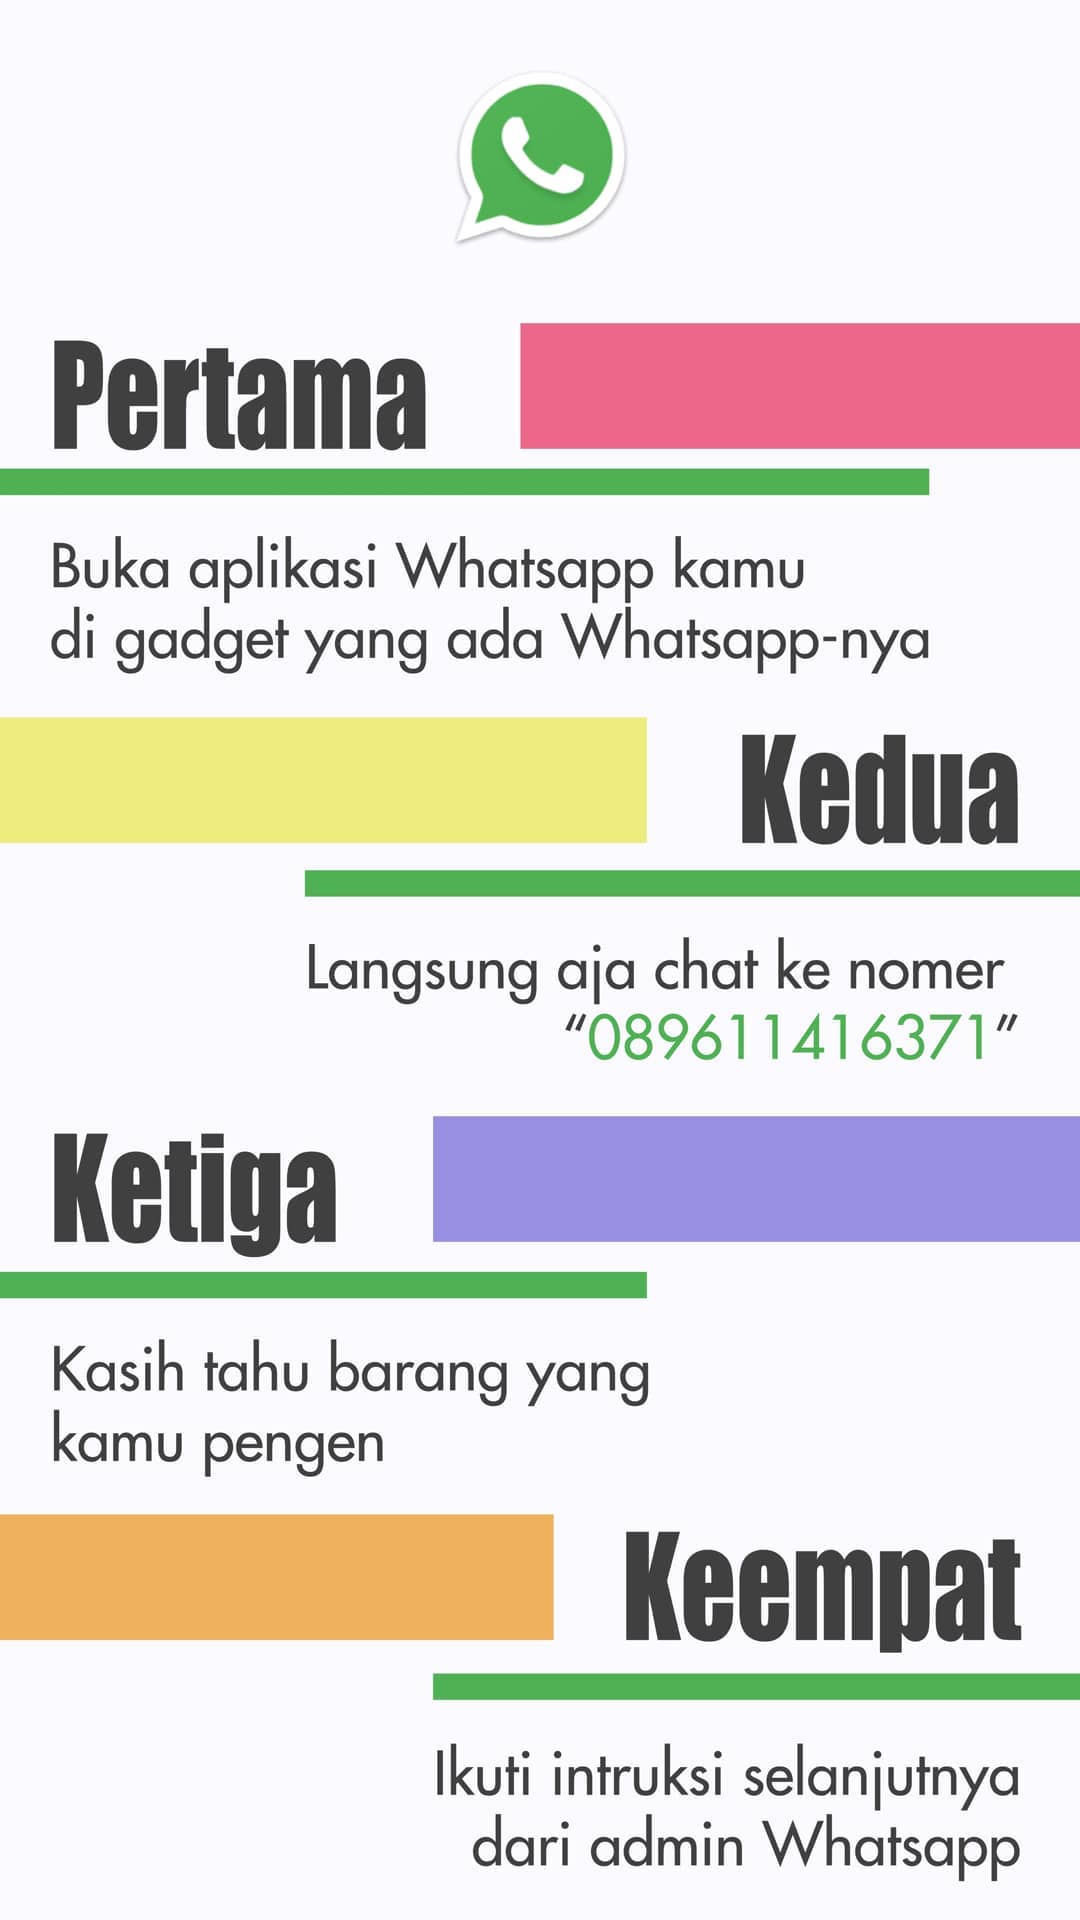 Pertama
Buka aplikasi Whatsapp kamu
di gadget yang ada Whatsapp-nya
Kedua
Langsung aja chat ke nomer
“089611416371”
Ketiga
Kasih tahu barang yang
kamu pengen
Keempat
Ikuti intruksi selanjutnya
dari admin Whatsapp